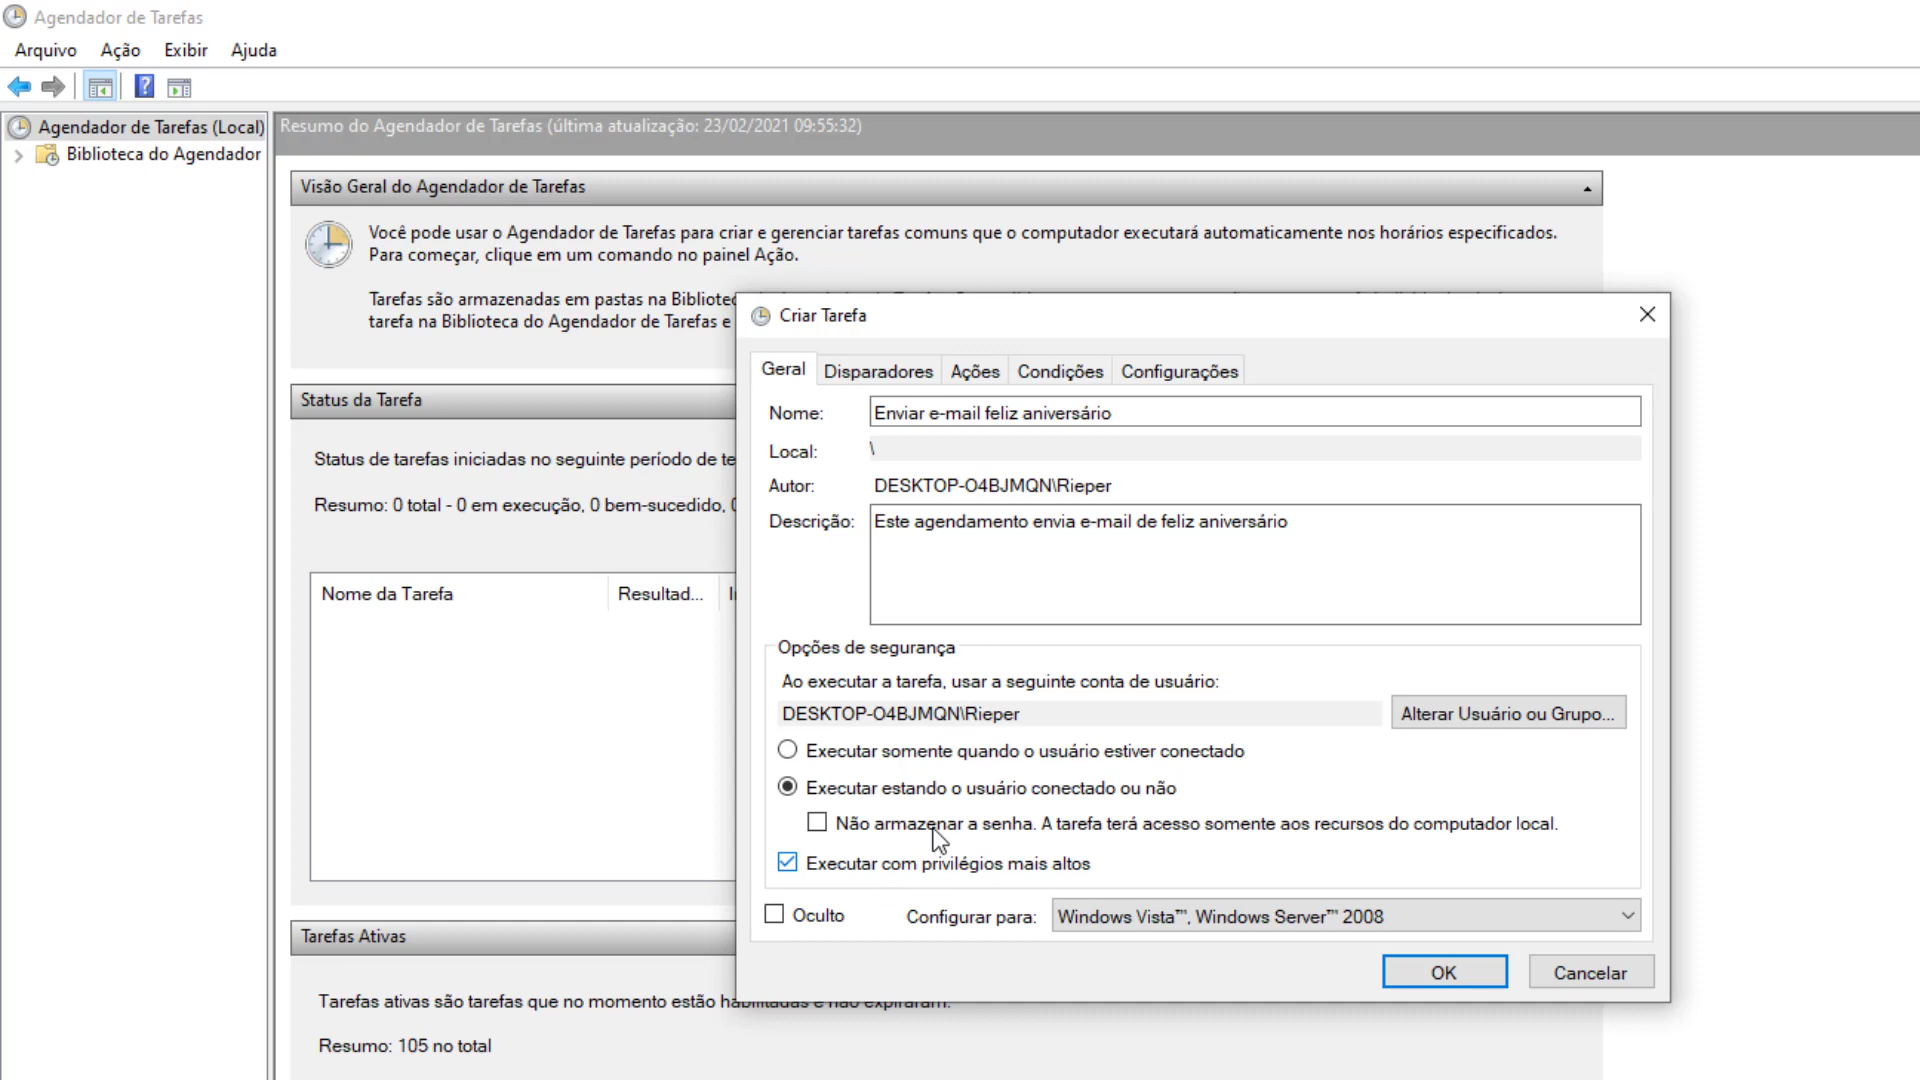 Agendador de Tarefas
Arquivo Ação Exibir Ajuda
Agendador de Tarefas (Local)
Biblioteca do Agendador
Resumo do Agendador de Tarefas (última atualização: 23/02/2021 09:55:32)
Visão Geral do Agendador de Tarefas
Você pode usar o Agendador de Tarefas para criar e gerenciar tarefas comuns que o computador executará automaticamente nos horários especificados.
Para começar, clique em um comando no painel Ação.
Tarefas são armazenadas em pastas na
tarefa na Biblioteca do Agendador de Tarefas e
Status da Tarefa
Status de tarefas iniciadas no seguinte período de
Resumo: 0 total - 0 em execução, 0 bem-sucedido,
Nome da Tarefa Resultad...
Tarefas Ativas
Tarefas ativas são tarefas que no momento estão habilitadas e não expiraram.
Resumo: 105 no total
Criar Tarefa
Geral Disparadores Ações Condições Configurações
Nome: Enviar e-mail feliz aniversário
Local: \
Autor: DESKTOP-O4BJMQN\Rieper
Descrição: Este agendamento envia e-mail de feliz aniversário
Opções de segurança
Ao executar a tarefa, usar a seguinte conta de usuário:
DESKTOP-O4BJMQN\Rieper Alterar Usuário ou Grupo...
Executar somente quando o usuário estiver conectado
Executar estando o usuário conectado ou não
Não armazenar a senha. A tarefa terá acesso somente aos recursos do computador local.
Executar com privilégios mais altos
Oculto Configurar para: Windows Vista™, Windows Server™ 2008
OK Cancelar